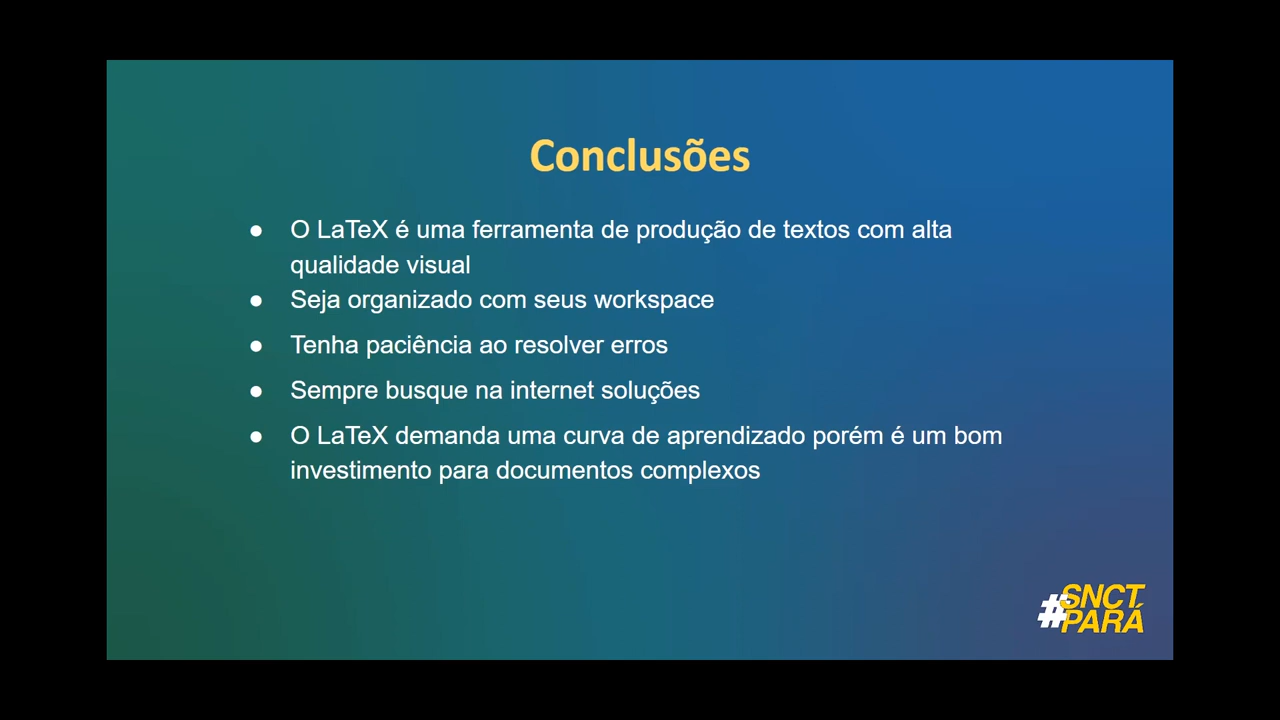 Conclusões
● O LaTeX é uma ferramenta de produção de textos com alta
qualidade visual
● Seja organizado com seus workspace
● Tenha paciência ao resolver erros
● Sempre busque na internet soluções
● O LaTeX demanda uma curva de aprendizado porém é um bom
investimento para documentos complexos
#SNCT
PARÁ